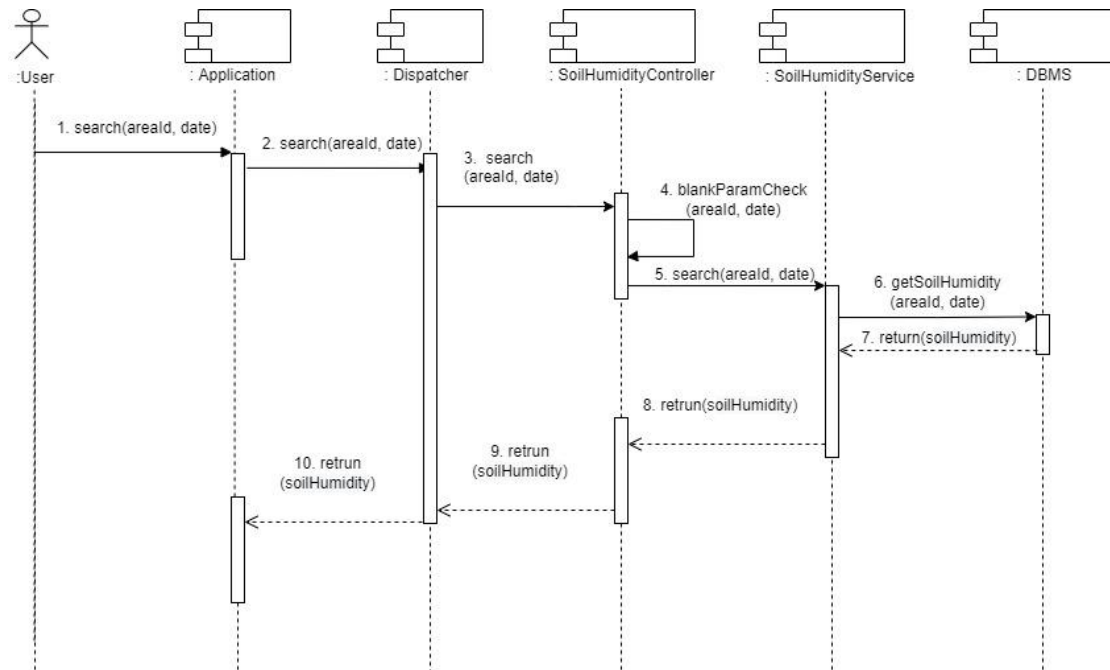 :User
: Application
: Dispatcher
: SoilHumidityController
: SoilHumidityService
: DBMS
1. search(areaId, date)
2. search(areaId, date)
3.  search
(areaId, date)
4. blankParamCheck
(areaId, date)
5. search(areaId, date)
6. getSoilHumidity
(areaId, date)
7. return(soilHumidity)
8. retrun(soilHumidity)
9. retrun
(soilHumidity)
10. retrun
(soilHumidity)